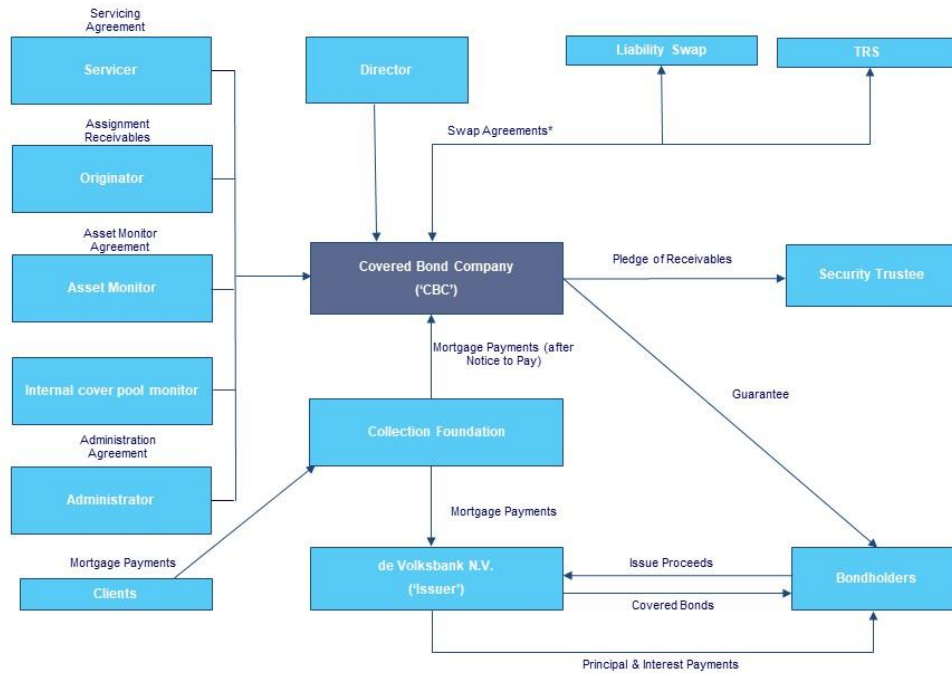 Servicing
Agreement
Servicer
Director
Liability Swap
TRS
Assignment
Receivables
Swap Agreements*
Originator
Asset Monitor
Agreement
Asset Monitor
Covered Bond Company
(‘CBC’)
Pledge of Receivables
Security Trustee
Mortgage Payments (after
Notice to Pay)
Internal cover pool monitor
Guarantee
Collection Foundation
Administration
Agreement
Administrator
Mortgage Payments
Mortgage Payments
Clients
de Volksbank N.V.
(‘Issuer’)
Issue Proceeds
Covered Bonds
Bondholders
Principal & Interest Payments